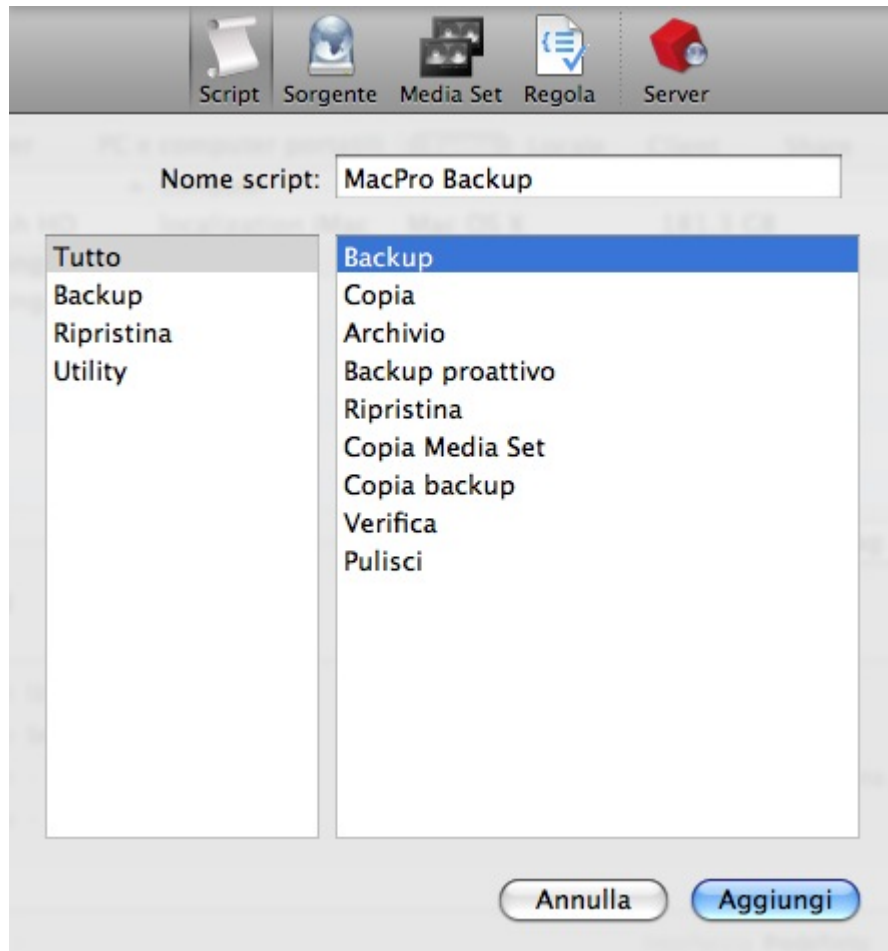 Script Sorgente Media Set Regola Server
Nome script: MacPro Backup
Tutto
Backup
Ripristina
Utility
Backup
Copia
Archivio
Backup proattivo
Ripristina
Copia Media Set
Copia backup
Verifica
Pulisci
Annulla Aggiungi